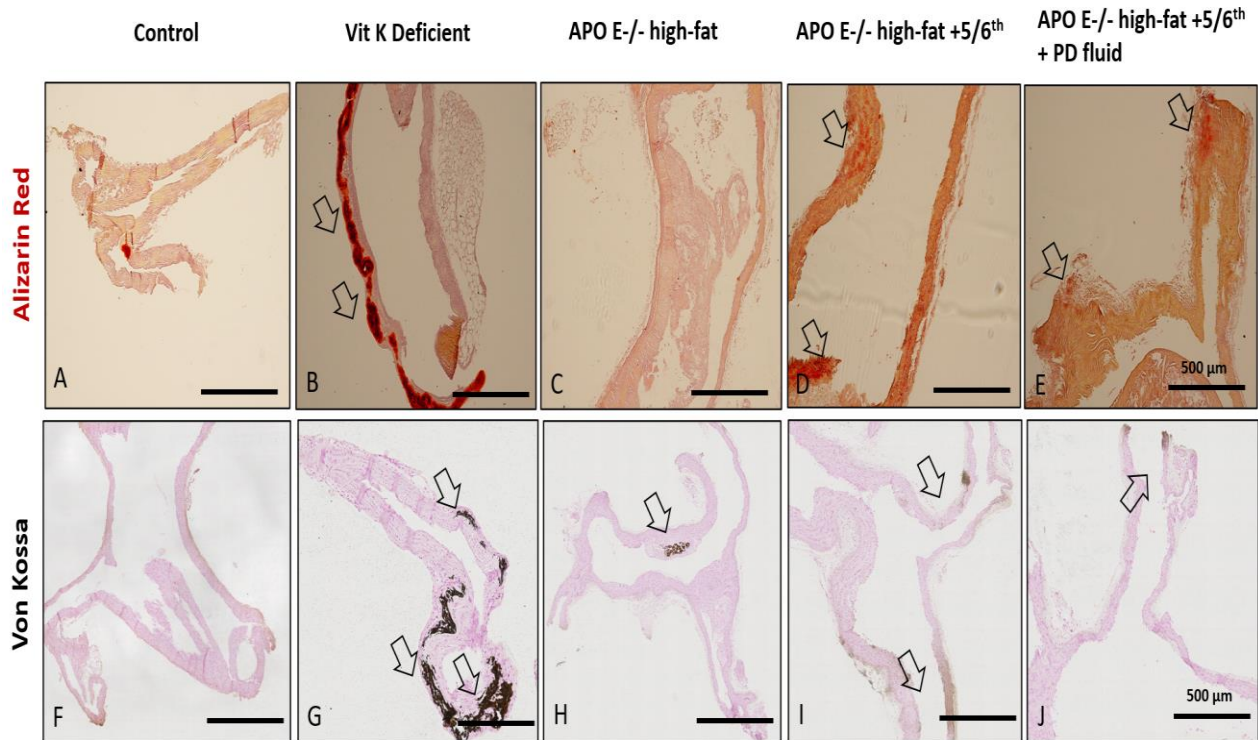 Control
Vit K Deficient
APO E-/- high-fat
APO E-/- high-fat +5/6th
APO E-/- high-fat +5/6th
+ PD fluid
Alizarin Red
A
B
C
D
E
500 µm
Von Kossa
F
G
H
I
J
500 µm